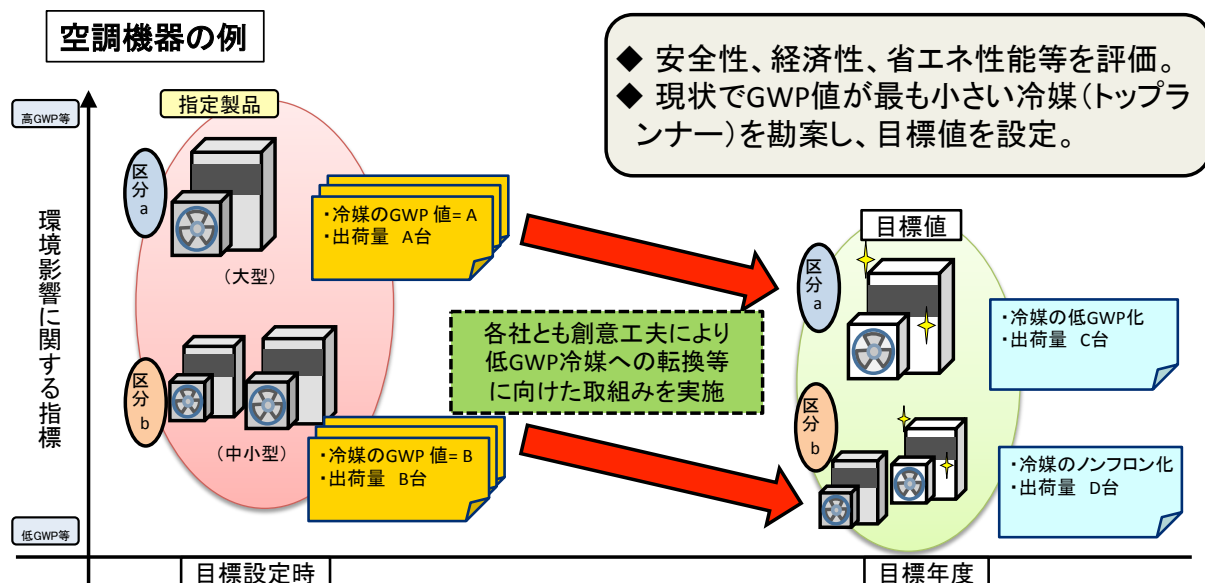 空調機器の例
◆ 安全性、経済性、省エネ性能等を評価。
◆ 現状でGWP値が最も小さい冷媒(トップラ
ンナー)を勘案し、目標値を設定。
高GWP等
環境影響に関する指標
低GWP等
指定製品
区分a
(大型)
・冷媒のGWP 値= A
・出荷量 A台
区分b
(中小型)
・冷媒のGWP 値= B
・出荷量 B台
各社とも創意工夫により
低GWP冷媒への転換等
に向けた取組みを実施
目標値
区分a
・冷媒の低GWP化
・出荷量 C台
区分b
・冷媒のノンフロン化
・出荷量 D台
目標設定時
目標年度